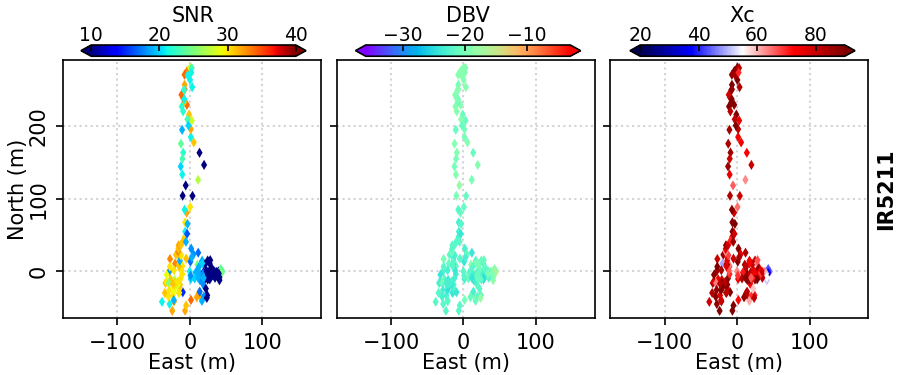 SNR DBV Xc
10 20 30 40 −30 −20 −10 20 40 60 80
200
100
0
North (m)
−100 0 100 −100 0 100 −100 0 100
East (m) East (m) East (m)
IR5211